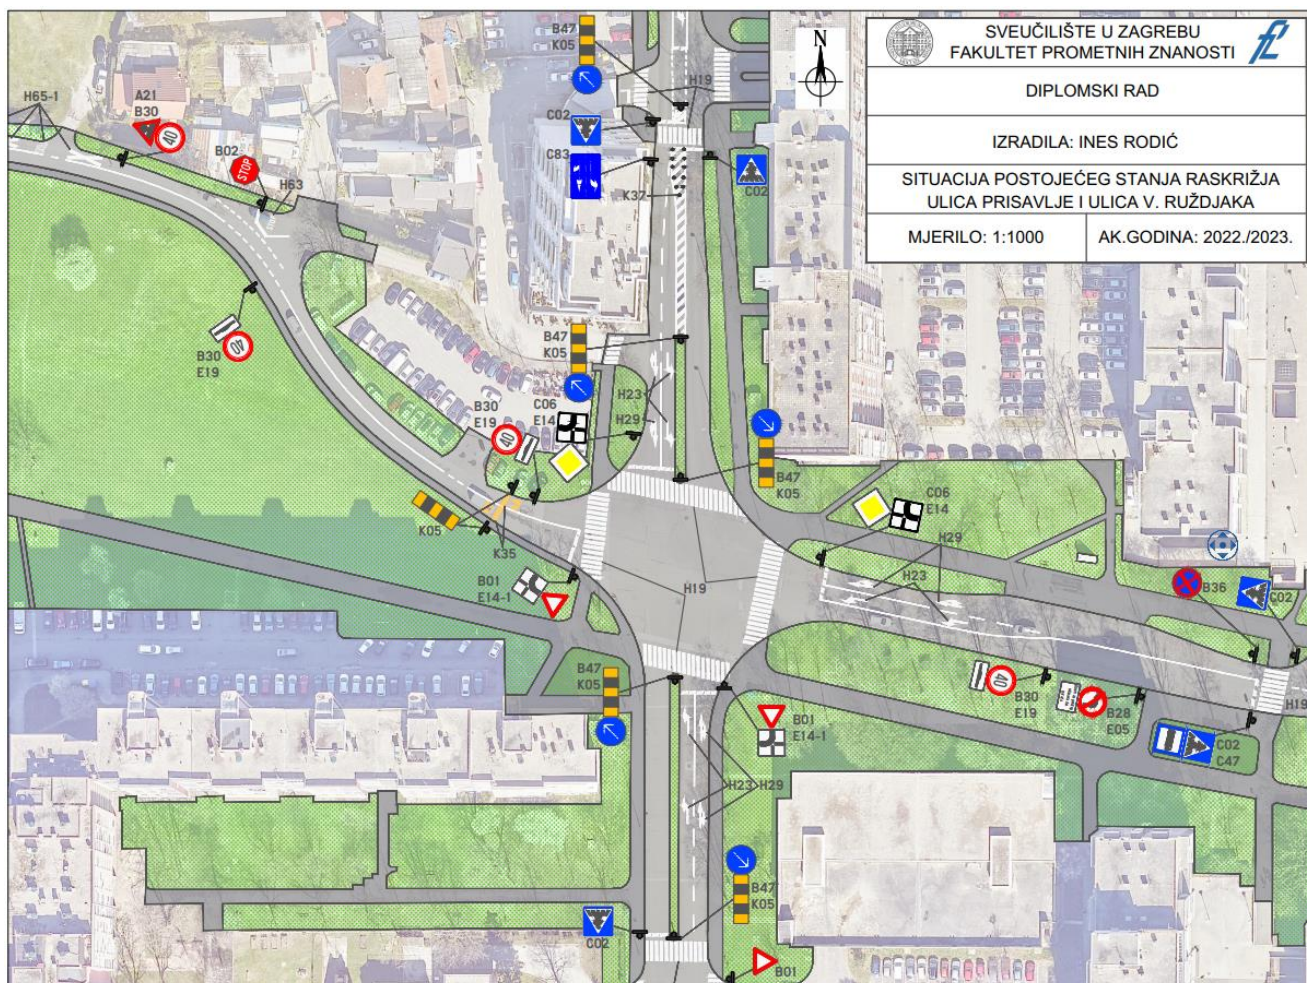 SVEUČILIŠTE U ZAGREBU
FAKULTET PROMETNIH ZNANOSTI
DIPLOMSKI RAD
IZRADILA: INES RODIĆ
SITUACIJA POSTOJEĆEG STANJA RASKRIŽJA
ULICA PRISAVLJE I ULICA V. RUŽDJAKA
MJERILO: 1:1000
AK.GODINA: 2022./2023.
N
B47
K05
H19
H65-1
A21
B30
40
C02
B02
STOP
C83
C02
H63
K37
40
B30
E19
B47
K05
H23
H29
B30
E19
40
C06
E14
B47
K05
C06
E14
K05
K35
H29
H23
H19
B01
E14-1
B36
C02
B47
K05
40
B30
E19
B28
E05
C02
C47
H19
B01
E14-1
H23
H29
B47
K05
C02
B01